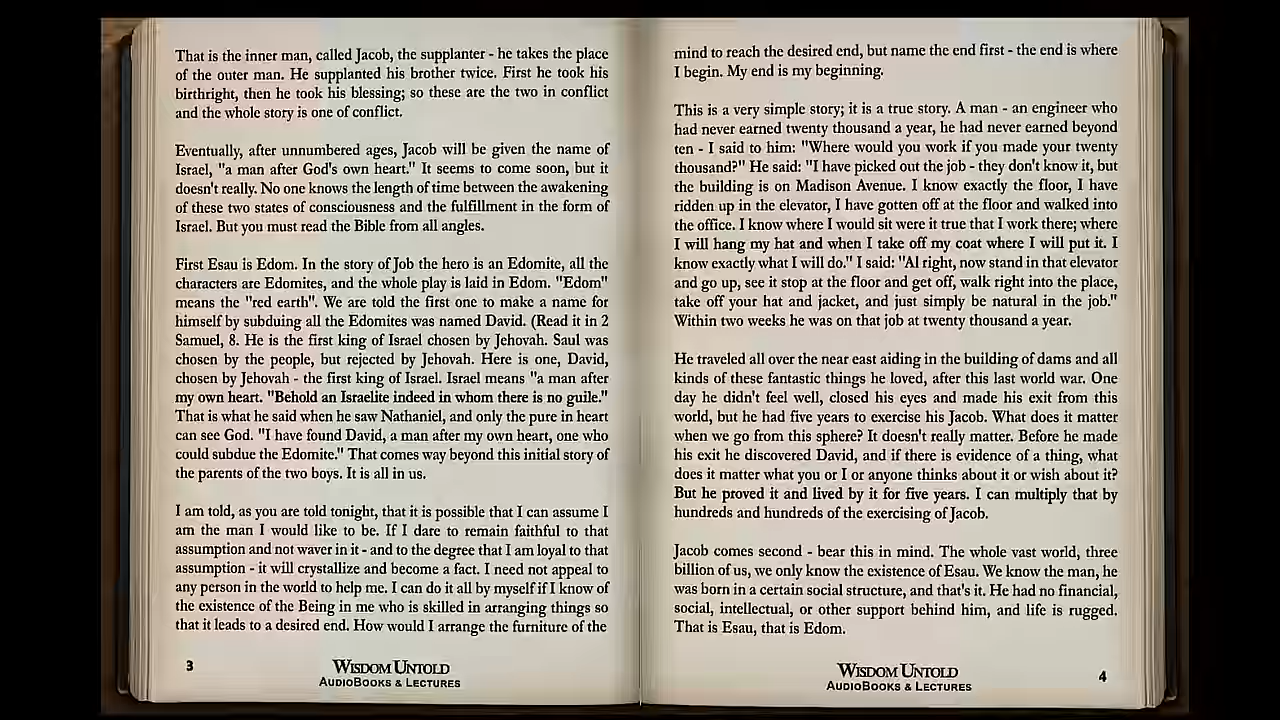 That is the inner man, called Jacob, the supplanter - he takes the place
of the outer man. He supplanted his brother twice. First he took his
birthright, then he took his blessing; so these are the two in conflict
and the whole story is one of conflict.
Eventually, after unnumbered ages, Jacob will be given the name of
Israel, "a man after God's own heart." It seems to come soon, but it
doesn't really. No one knows the length of time between the awakening
of these two states of consciousness and the fulfillment in the form of
Israel. But you must read the Bible from all angles.
First Esau is Edom. In the story of Job the hero is an Edomite, all the
characters are Edomites, and the whole play is laid in Edom. "Edom"
means the "red earth". We are told the first one to make a name for
himself by subduing all the Edomites was named David. (Read it in 2
Samuel, 8. He is the first king of Israel chosen by Jehovah. Saul was
chosen by the people, but rejected by Jehovah. Here is one, David,
chosen by Jehovah - the first king of Israel. Israel means "a man after
my own heart. "Behold an Israelite indeed in whom there is no guile."
That is what he said when he saw Nathaniel, and only the pure in heart
can see God. "I have found David, a man after my own heart, one who
could subdue the Edomite." That comes way beyond this initial story of
the parents of the two boys. It is all in us.
I am told, as you are told tonight, that it is possible that I can assume I
am the man I would like to be. If I dare to remain faithful to that
assumption and not waver in it - and to the degree that I am loyal to that
assumption - it will crystallize and become a fact. I need not appeal to
any person in the world to help me. I can do it all by myself if I know of
the existence of the Being in me who is skilled in arranging things so
that it leads to a desired end. How would I arrange the furniture of the
3
WISDOM UNTOLD
AUDIOBOOKS & LECTURES
mind to reach the desired end, but name the end first - the end is where
I begin. My end is my beginning.
This is a very simple story; it is a true story. A man - an engineer who
had never earned twenty thousand a year, he had never earned beyond
ten - I said to him: "Where would you work if you made your twenty
thousand?" He said: "I have picked out the job - they don't know it, but
the building is on Madison Avenue. I know exactly the floor, I have
ridden up in the elevator, I have gotten off at the floor and walked into
the office. I know where I would sit were it true that I work there; where
I will hang my hat and when I take off my coat where I will put it. I
know exactly what I will do." I said: "Al right, now stand in that elevator
and go up, see it stop at the floor and get off, walk right into the place,
take off your hat and jacket, and just simply be natural in the job."
Within two weeks he was on that job at twenty thousand a year.
He traveled all over the near east aiding in the building of dams and all
kinds of these fantastic things he loved, after this last world war. One
day he didn't feel well, closed his eyes and made his exit from this
world, but he had five years to exercise his Jacob. What does it matter
when we go from this sphere? It doesn't really matter. Before he made
his exit he discovered David, and if there is evidence of a thing, what
does it matter what you or I or anyone thinks about it or wish about it?
But he proved it and lived by it for five years. I can multiply that by
hundreds and hundreds of the exercising of Jacob.
Jacob comes second - bear this in mind. The whole vast world, three
billion of us, we only know the existence of Esau. We know the man, he
was born in a certain social structure, and that's it. He had no financial,
social, intellectual, or other support behind him, and life is rugged.
That is Esau, that is Edom.
WISDOM UNTOLD
AUDIOBOOKS & LECTURES
4